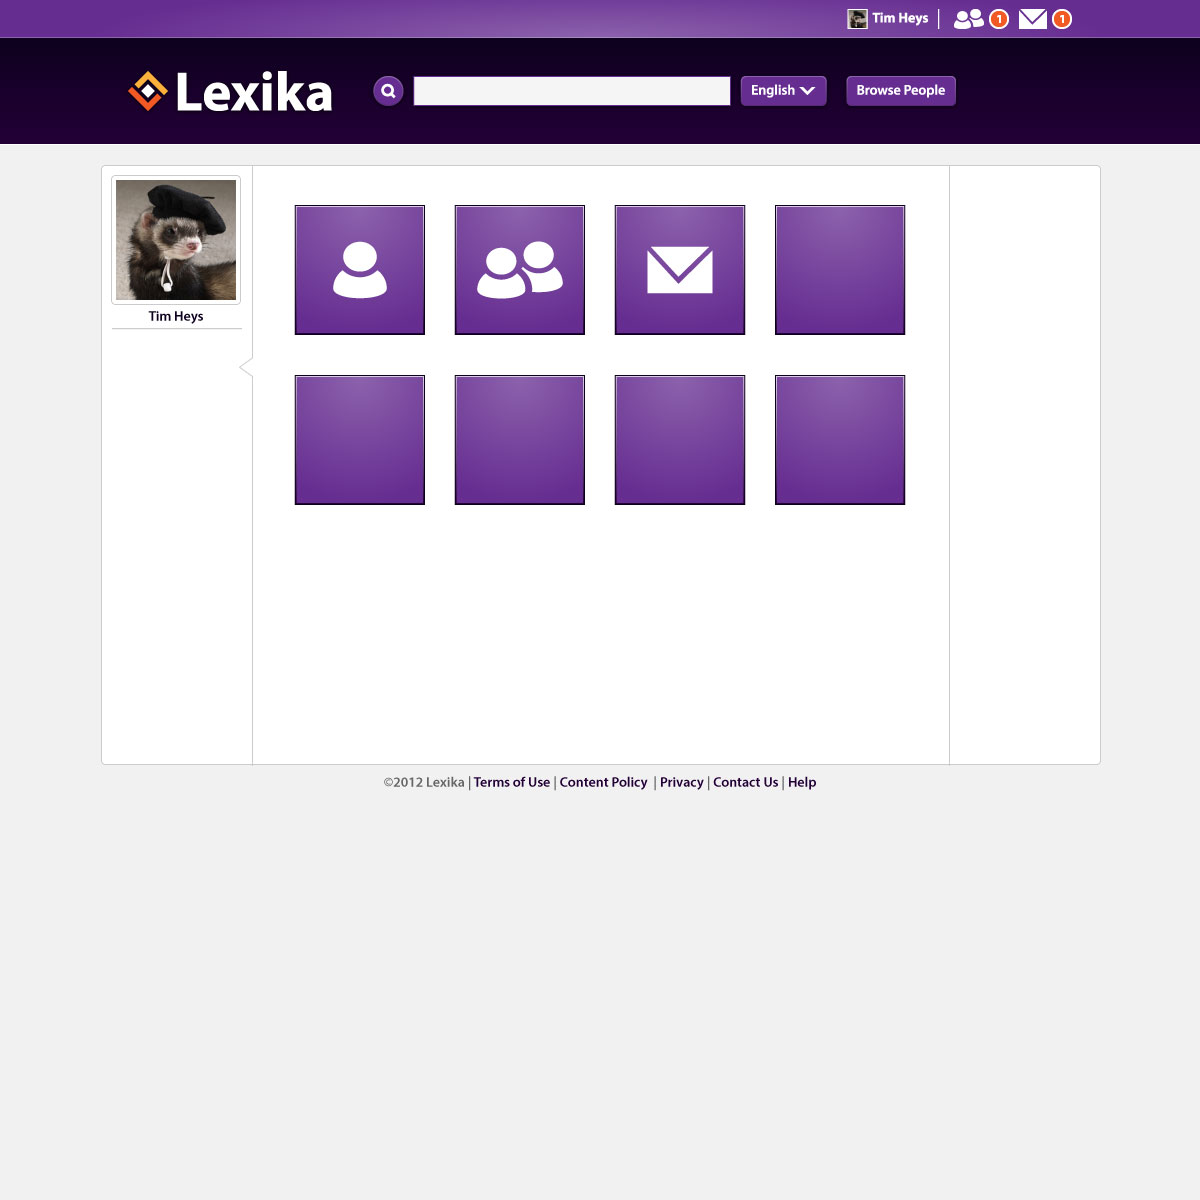 Tim Heys | 1 1
Lexika English Browse People
Tim Heys
©2012 Lexika | Terms of Use | Content Policy | Privacy | Contact Us | Help